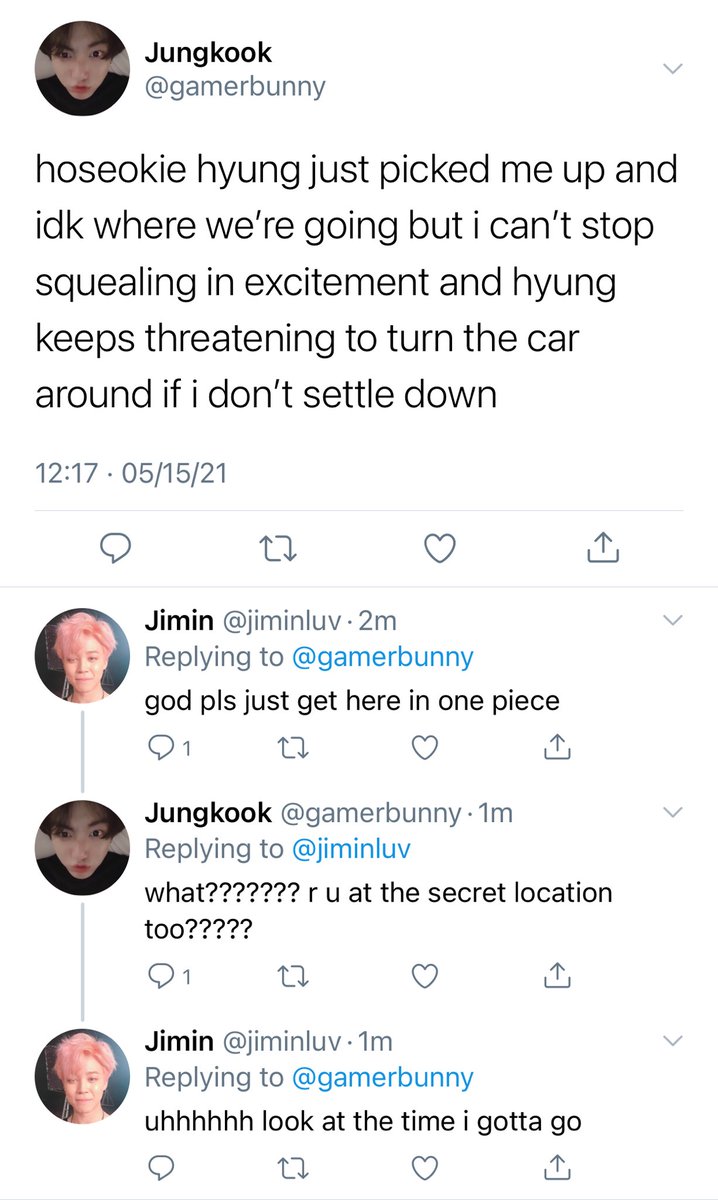 Jungkook
@gamerbunny
hoseokie hyung just picked me up and
idk where we’re going but i can’t stop
squealing in excitement and hyung
keeps threatening to turn the car
around if i don’t settle down
12:17 · 05/15/21
Jimin @jiminluv · 2m
Replying to @gamerbunny
god pls just get here in one piece
1
Jungkook @gamerbunny · 1m
Replying to @jiminluv
what??????? r u at the secret location
too?????
1
Jimin @jiminluv · 1m
Replying to @gamerbunny
uhhhhhh look at the time i gotta go